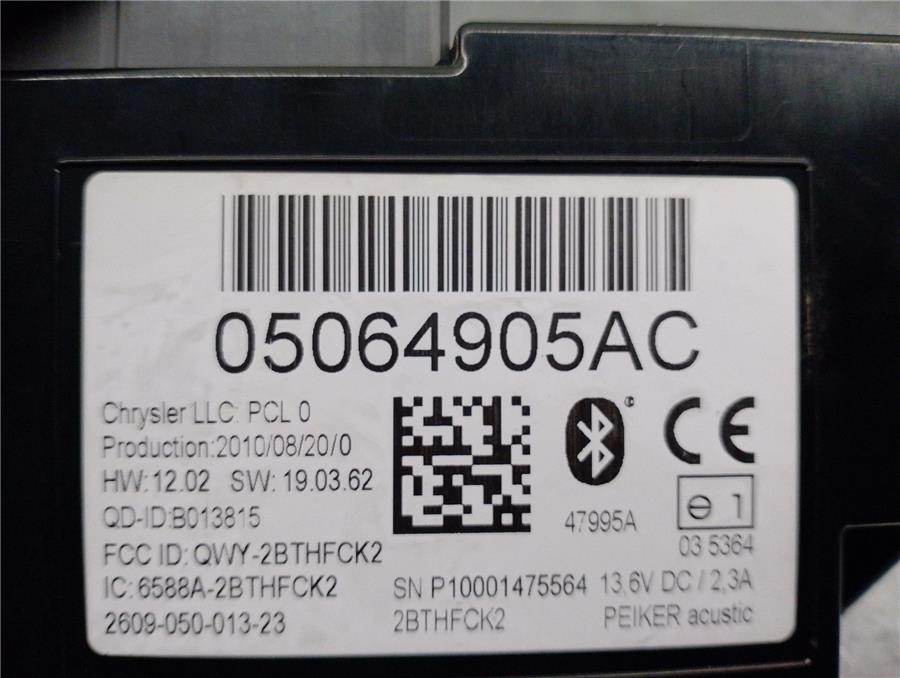 05064905AC
Chrysler LLC. PCL 0
Production:2010/08/20/0
HW:12.02 SW: 19.03.62
QD-ID:B013815
FCC ID: QWY-2BTHFCK2
IC:6588A-2BTHFCK2
2609-050-013-23
CE
47995A
e 1
03 5364
SN P10001475564 13,6V DC / 2,3A
2BTHFCK2 PEIKER acustic